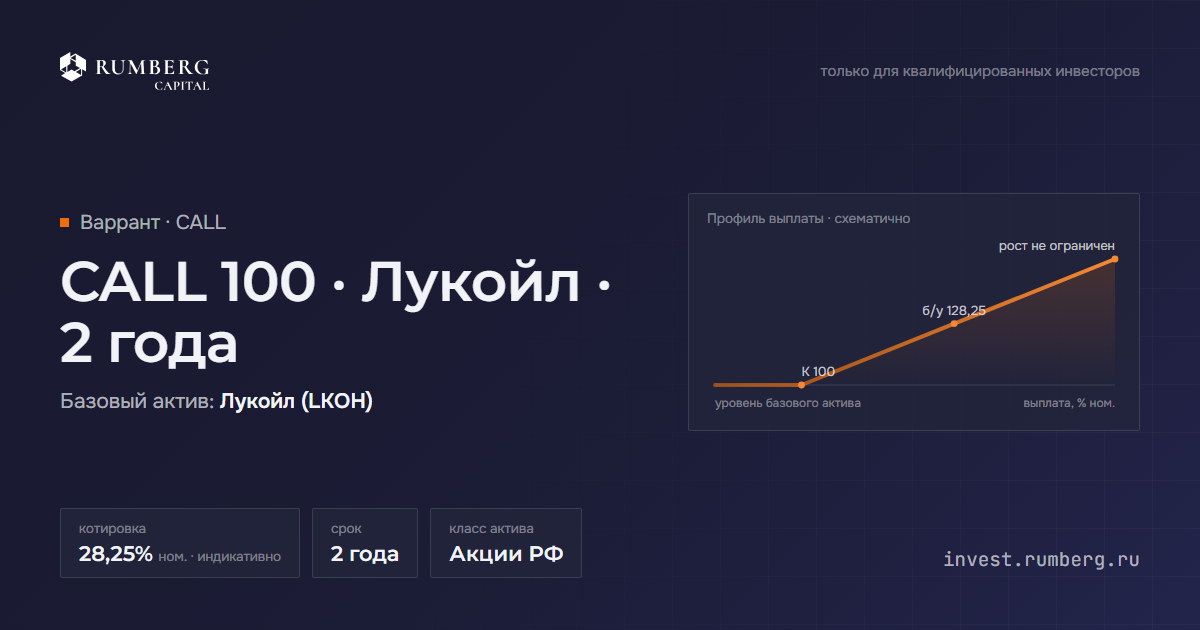 RUMBERG
CAPITAL
только для квалифицированных инвесторов
Варрант · CALL
CALL 100 · Лукойл ·
2 года
Базовый актив: Лукойл (LKOH)
Профиль выплаты · схематично
рост не ограничен
б/у 128,25
К 100
уровень базового актива
выплата, % ном.
котировка
28,25% ном. · индикативно
срок
2 года
класс актива
Акции РФ
invest.rumberg.ru